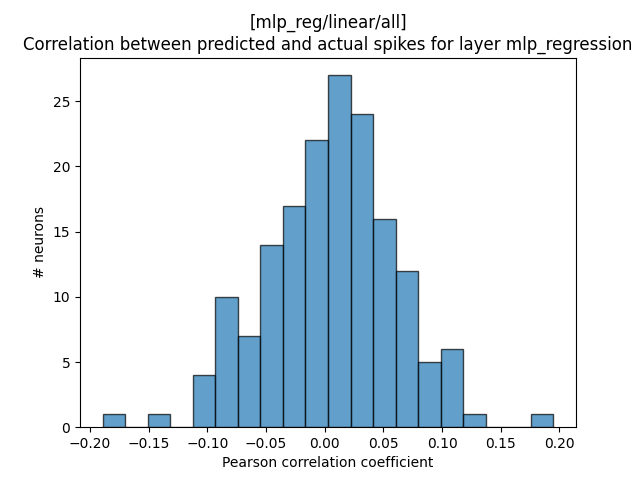 [mlp_reg/linear/all]
Correlation between predicted and actual spikes for layer mlp_regression
25
20
15
10
5
0
# neurons
−0.20 −0.15 −0.10 −0.05 0.00 0.05 0.10 0.15 0.20
Pearson correlation coefficient